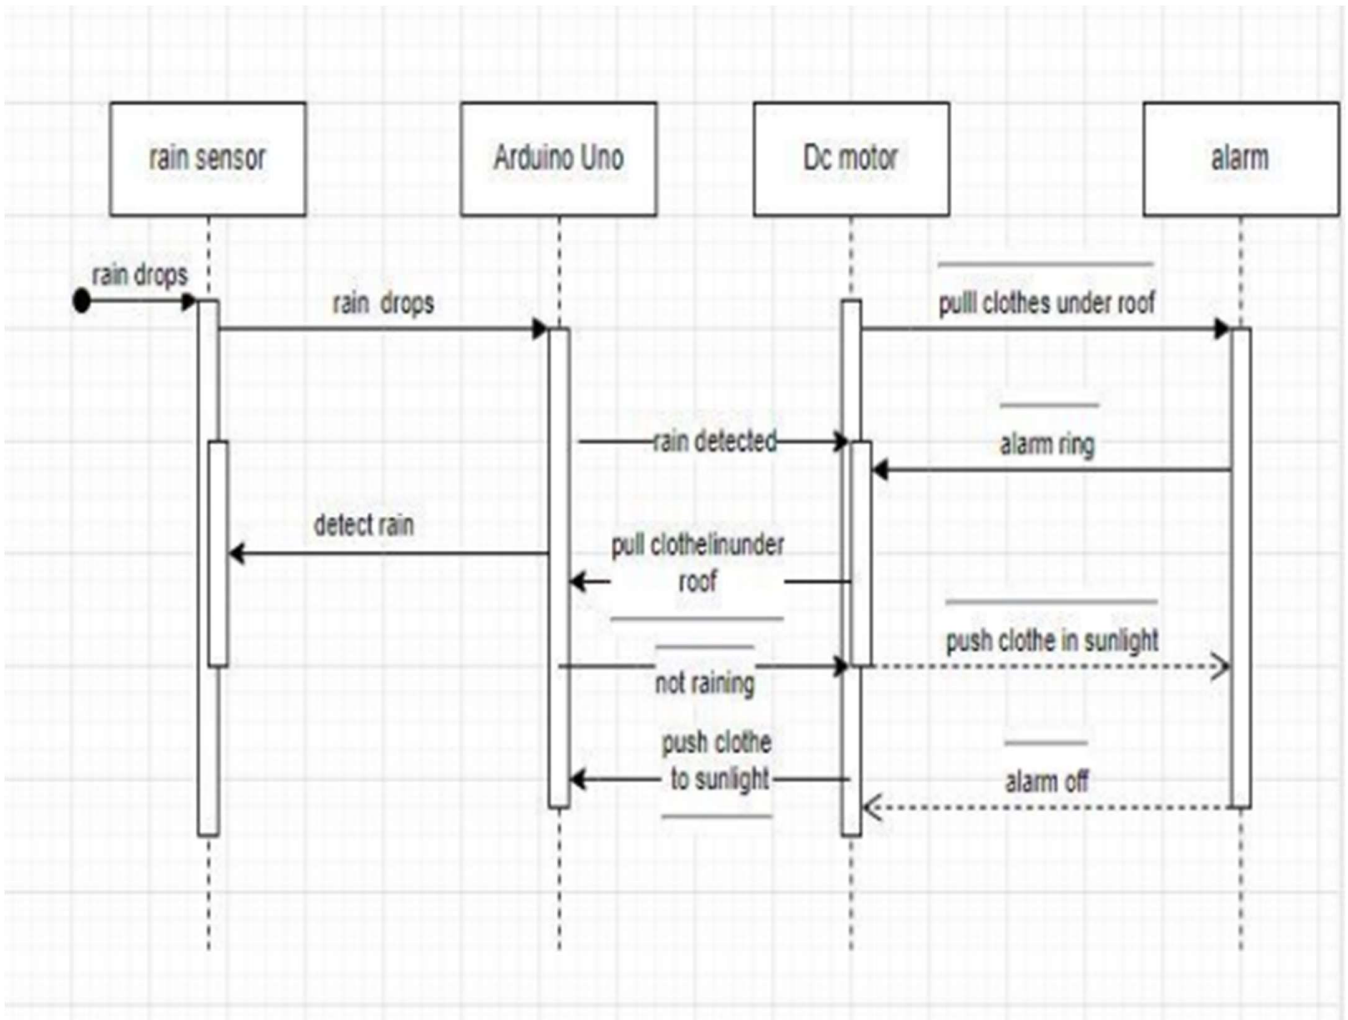 rain sensor
Arduino Uno
Dc motor
alarm
rain drops
rain drops
pulll clothes under roof
rain detected
alarm ring
detect rain
pull clothelinunder
roof
push clothe in sunlight
not raining
push clothe
to sunlight
alarm off